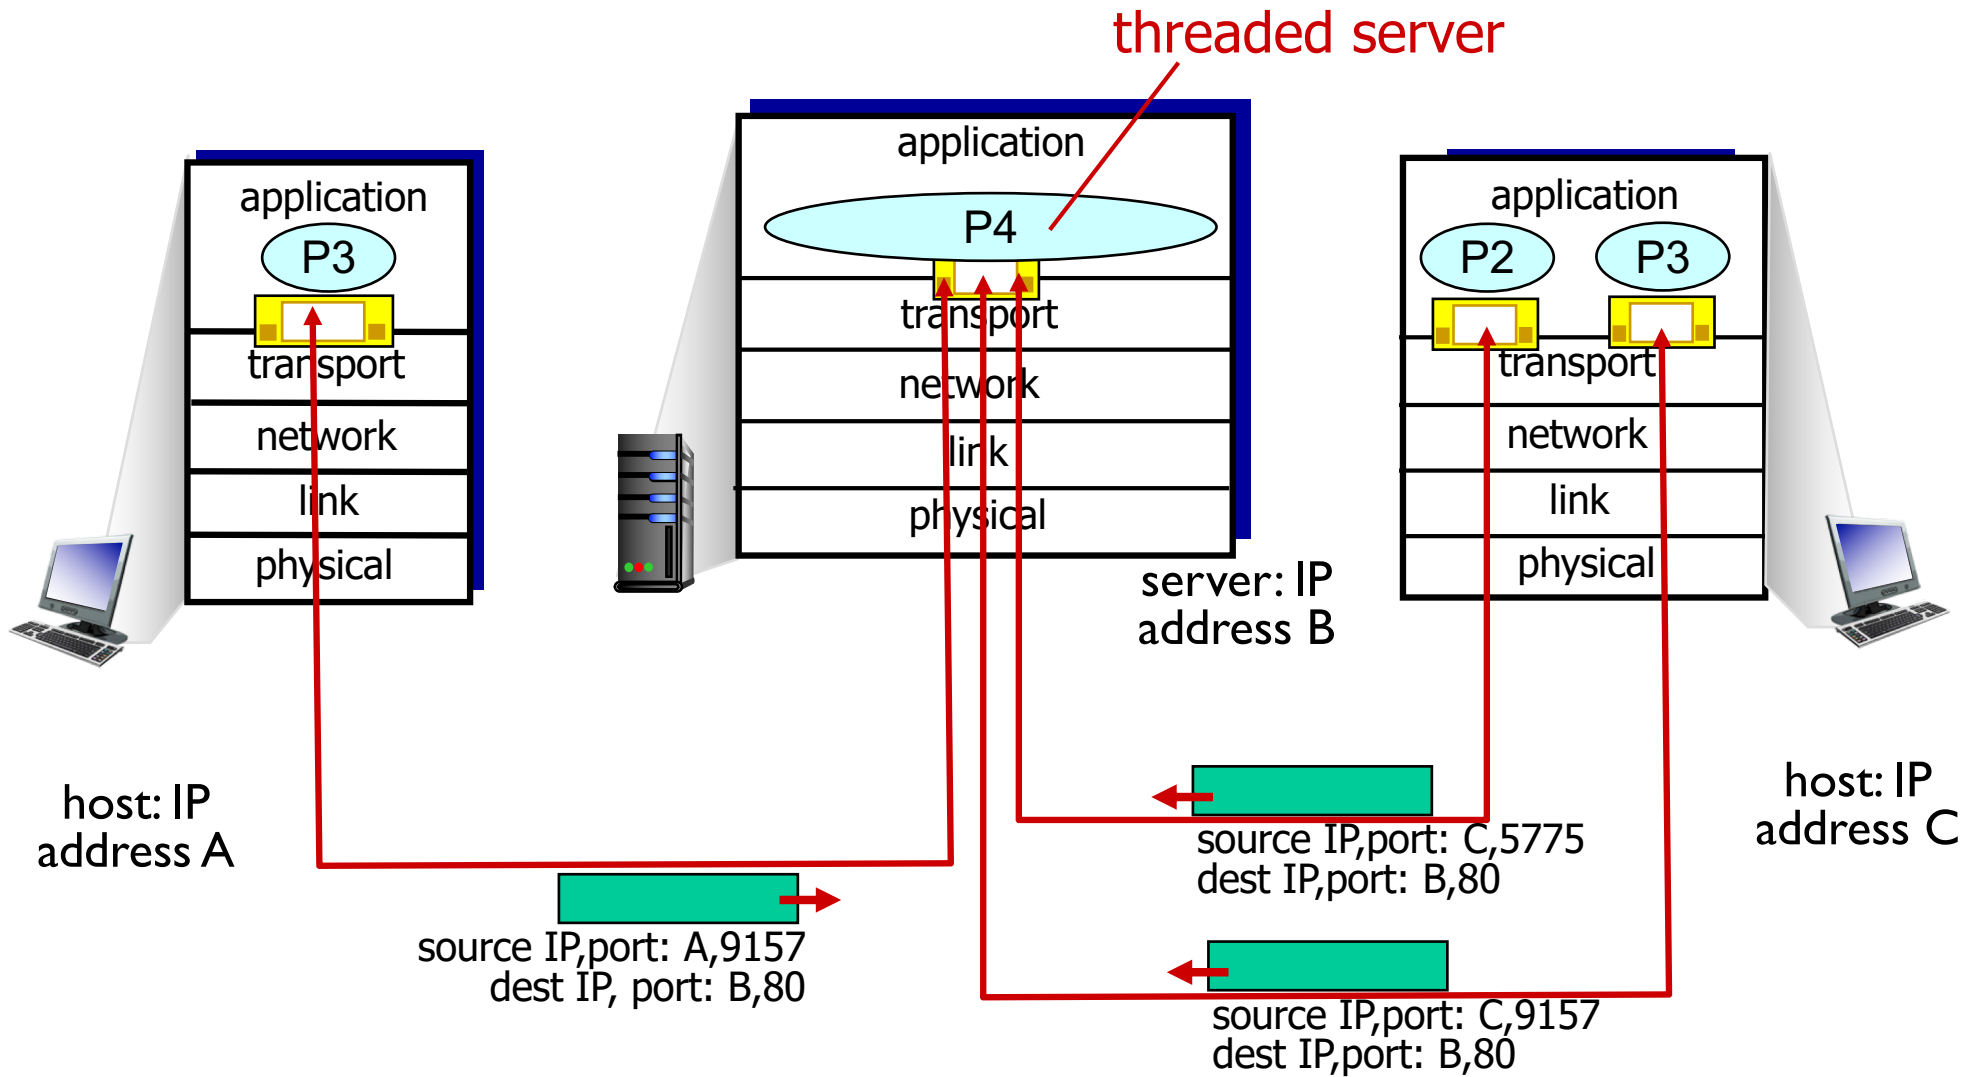 threaded server
application
P3
transport
network
link
physical
application
P4
transport
network
link
physical
application
P2
P3
transport
network
link
physical
server: IP
address B
host: IP
address A
host: IP
address C
source IP,port: A,9157
dest IP, port: B,80
source IP,port: C,5775
dest IP,port: B,80
source IP,port: C,9157
dest IP,port: B,80